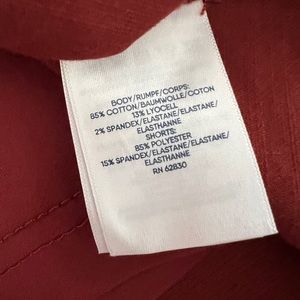 BODY/RUMPF/CORPS:
85% COTTON/BAUMWOLLE/COTON
13% LYOCELL
2% SPANDEX/ELASTANE/ELASTANE/
ELASTHANNE
SHORTS:
85% POLYESTER
15% SPANDEX/ELASTANE/ELASTANE/
ELASTHANNE
RN 62830